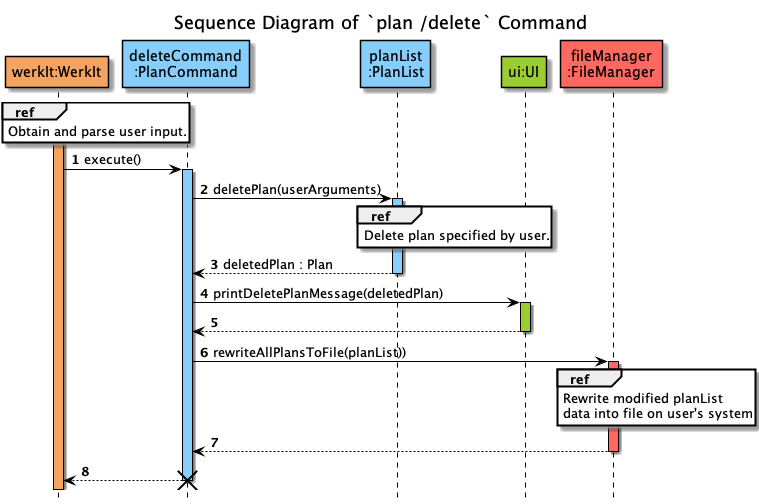 Sequence Diagram of `plan /delete` Command
werkIt:WerkIt
deleteCommand
:PlanCommand
planList
:PlanList
ui:UI
fileManager
:FileManager
ref
Obtain and parse user input.
1 execute()
2 deletePlan(userArguments)
ref
Delete plan specified by user.
3 deletedPlan : Plan
4 printDeletePlanMessage(deletedPlan)
5
6 rewriteAllPlansToFile(planList))
ref
Rewrite modified planList
data into file on user's system
7
8